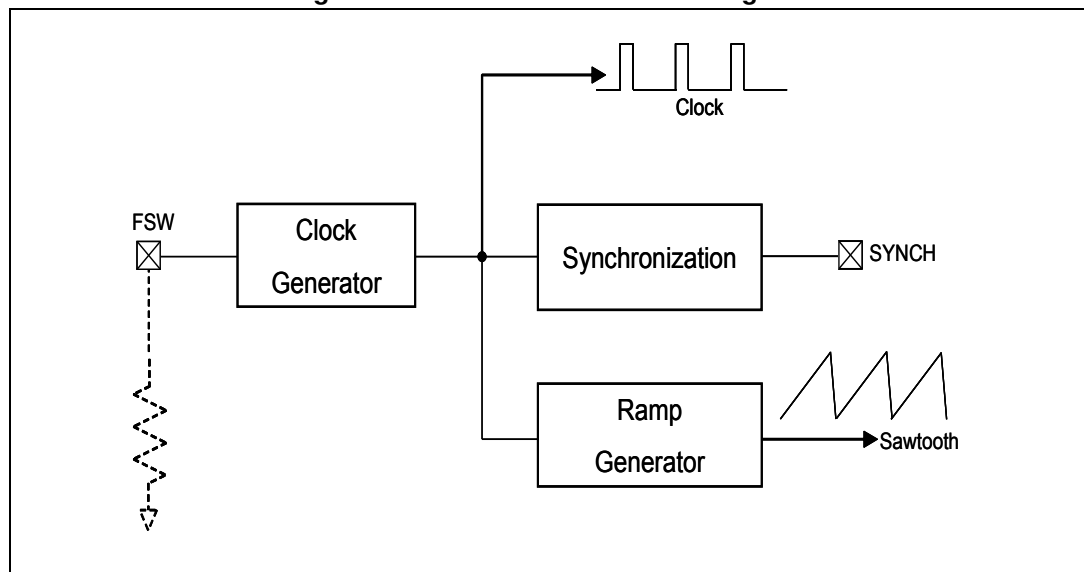 Clock
FSW
Clock
Generator
Synchronization
SYNCH
Ramp
Generator
Sawtooth